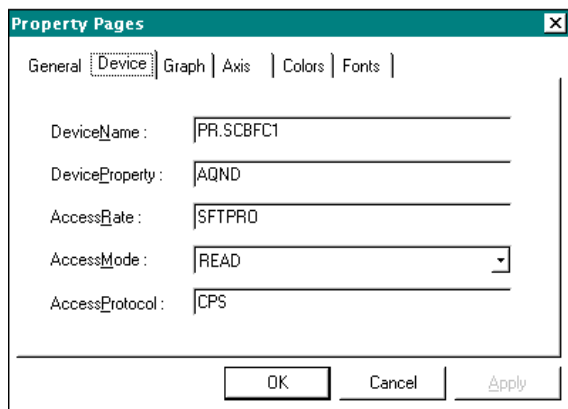 Property Pages
General Device Graph Axis Colors Fonts
DeviceName : PR.SCBFC1
DeviceProperty : AQND
AccessRate : SFTPRO
AccessMode : READ
AccessProtocol : CPS
OK Cancel Apply